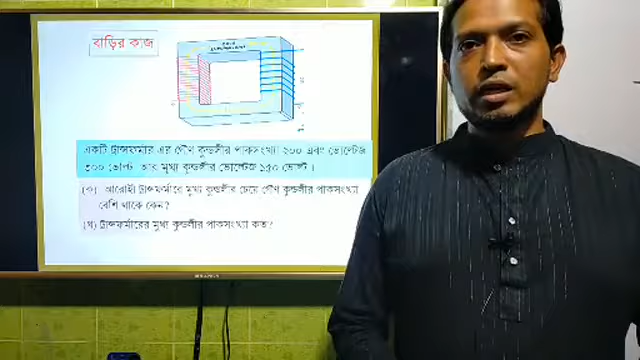 বাড়ির কাজ
একটি ট্রান্সফর্মার এর গৌণ কুন্ডলীর পাকসংখ্যা ২০০ এবং ভোল্টেজ
৩০০ ভোল্ট আর মুখ্য কুন্ডলীর ভোল্টেজ ১৫০ ভোল্ট ।
(ক) আরোহী ট্রান্সফর্মারে মুখ্য কুন্ডলীর চেয়ে গৌণ কুন্ডলীর পাকসংখ্যা
বেশি থাকে কেন?
(খ) ট্রান্সফর্মারের মুখ্য কুন্ডলীর পাকসংখ্যা কত?